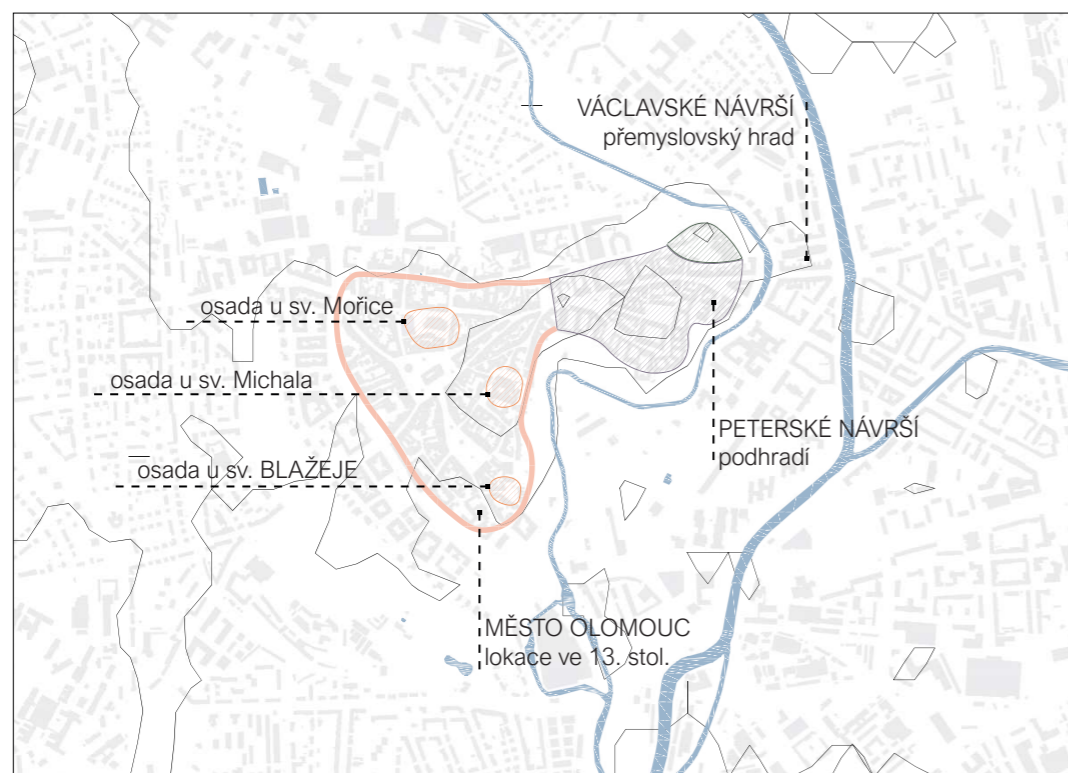 VÁCLAVSKÉ NÁVRŠÍ
přemyslovský hrad
osada u sv. Mořice
osada u sv. Michala
PETERSKÉ NÁVRŠÍ
podhradí
osada u sv. BLAŽEJE
MĚSTO OLOMOUC
lokace ve 13. stol.